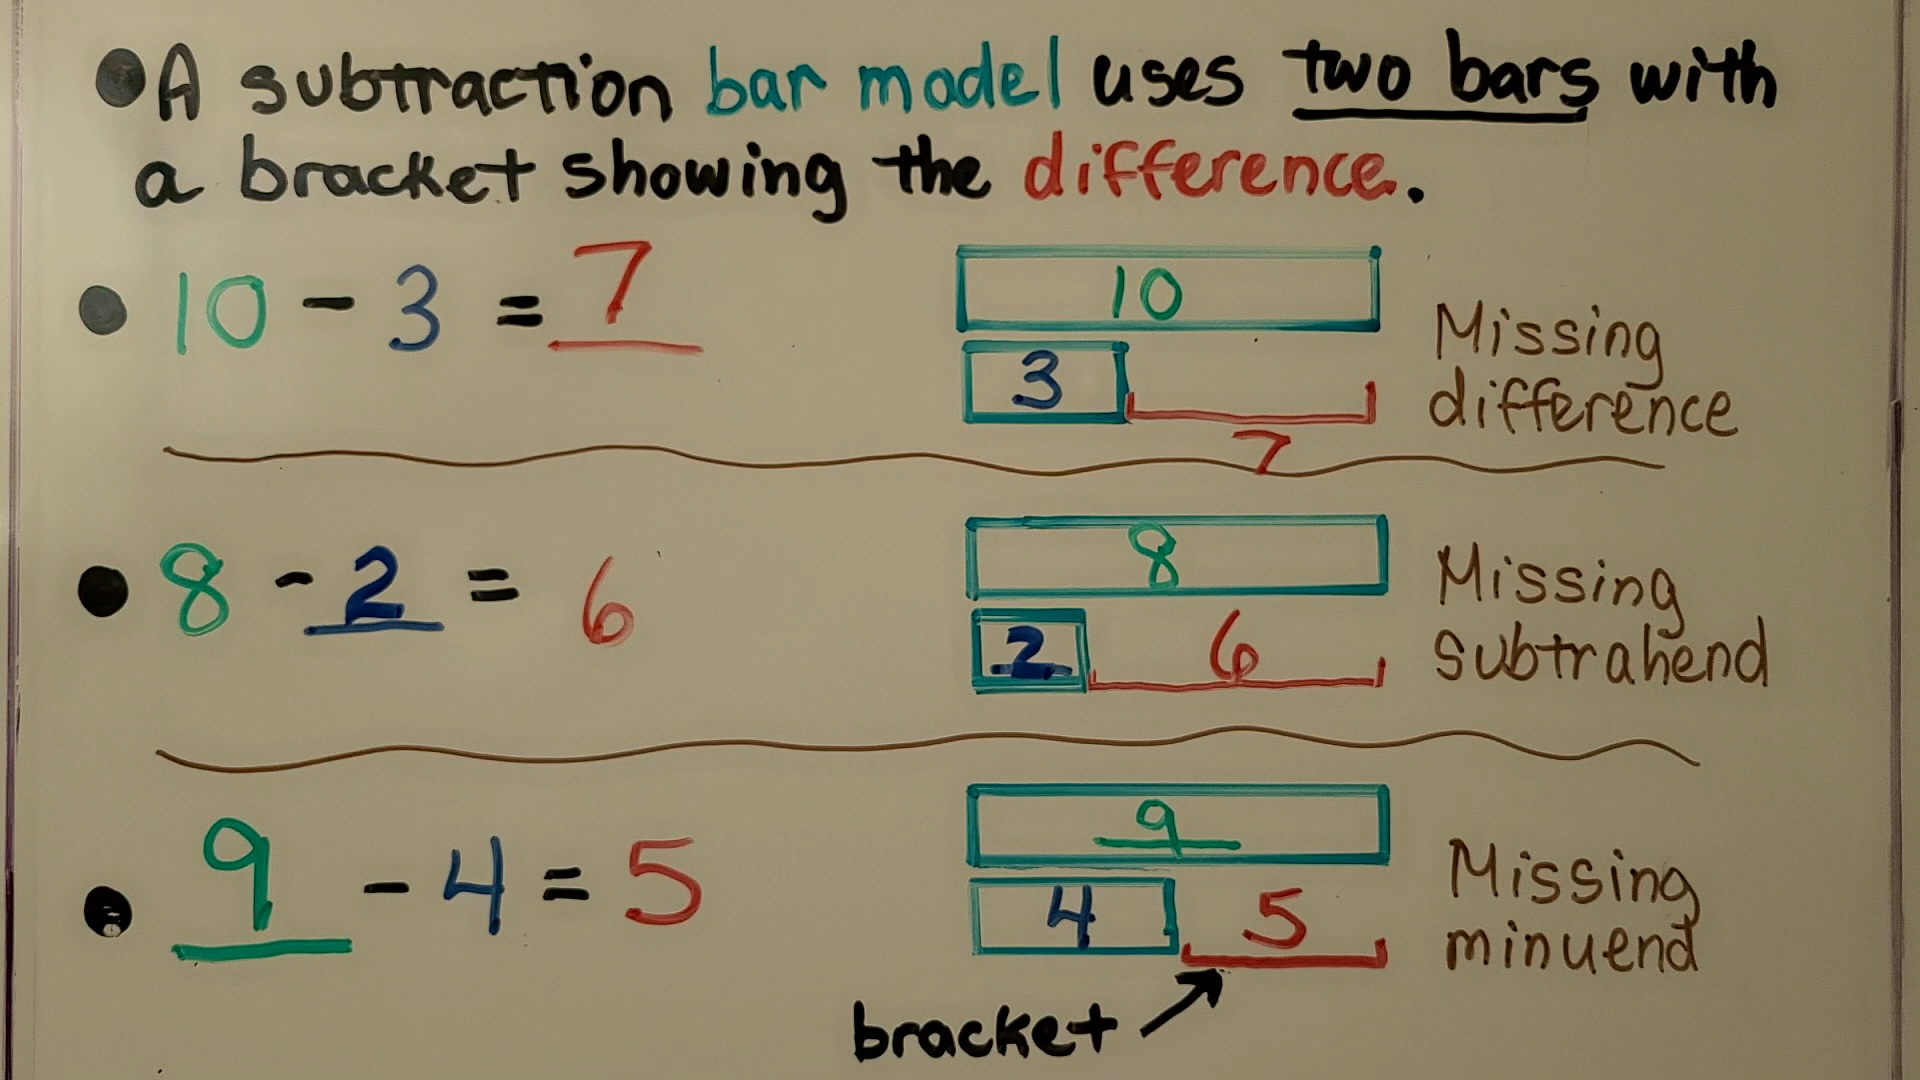 A subtraction bar model uses two bars with
a bracket showing the difference.
10 - 3 = 7
10
3
7
Missing
difference
8 - 2 = 6
8
2 6
Missing
subtrahend
9 - 4 = 5
9
4 5
Missing
minuend
bracket